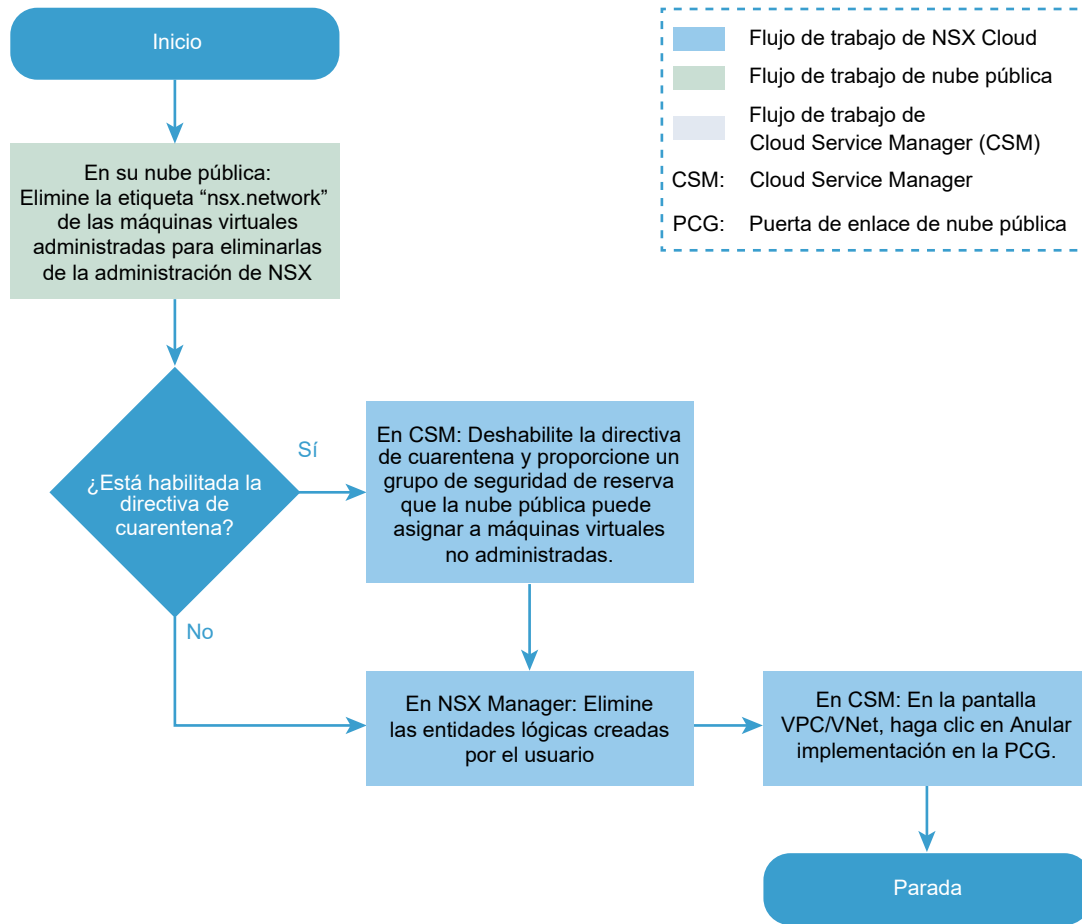 Inicio
En su nube pública:
Elimine la etiqueta “nsx.network”
de las máquinas virtuales
administradas para eliminarlas
de la administración de NSX
¿Está habilitada la
directiva de
cuarentena?
Sí
No
En CSM: Deshabilite la directiva
de cuarentena y proporcione un
grupo de seguridad de reserva
que la nube pública puede
asignar a máquinas virtuales
no administradas.
En NSX Manager: Elimine
las entidades lógicas creadas
por el usuario
En CSM: En la pantalla
VPC/VNet, haga clic en Anular
implementación en la PCG.
Parada
Flujo de trabajo de NSX Cloud
Flujo de trabajo de nube pública
Flujo de trabajo de
Cloud Service Manager (CSM)
CSM: Cloud Service Manager
PCG: Puerta de enlace de nube pública